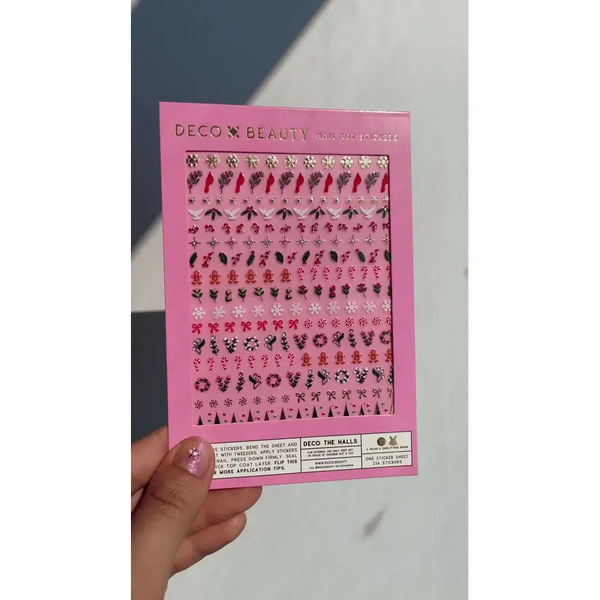 DECO BEAUTY NAIL ART STICKERS
VE STICKERS. BEND THE SHEET AND
T WITH TWEEZERS. APPLY STICKERS
NAIL. PRESS DOWN FIRMLY. SEAL
ICK TOP COAT LAYER. FLIP THIS
R MORE APPLICATION TIPS.
DECO THE HALLS
WWW.DECO.BEAUTY
ONE STICKER SHEET
236 STICKERS